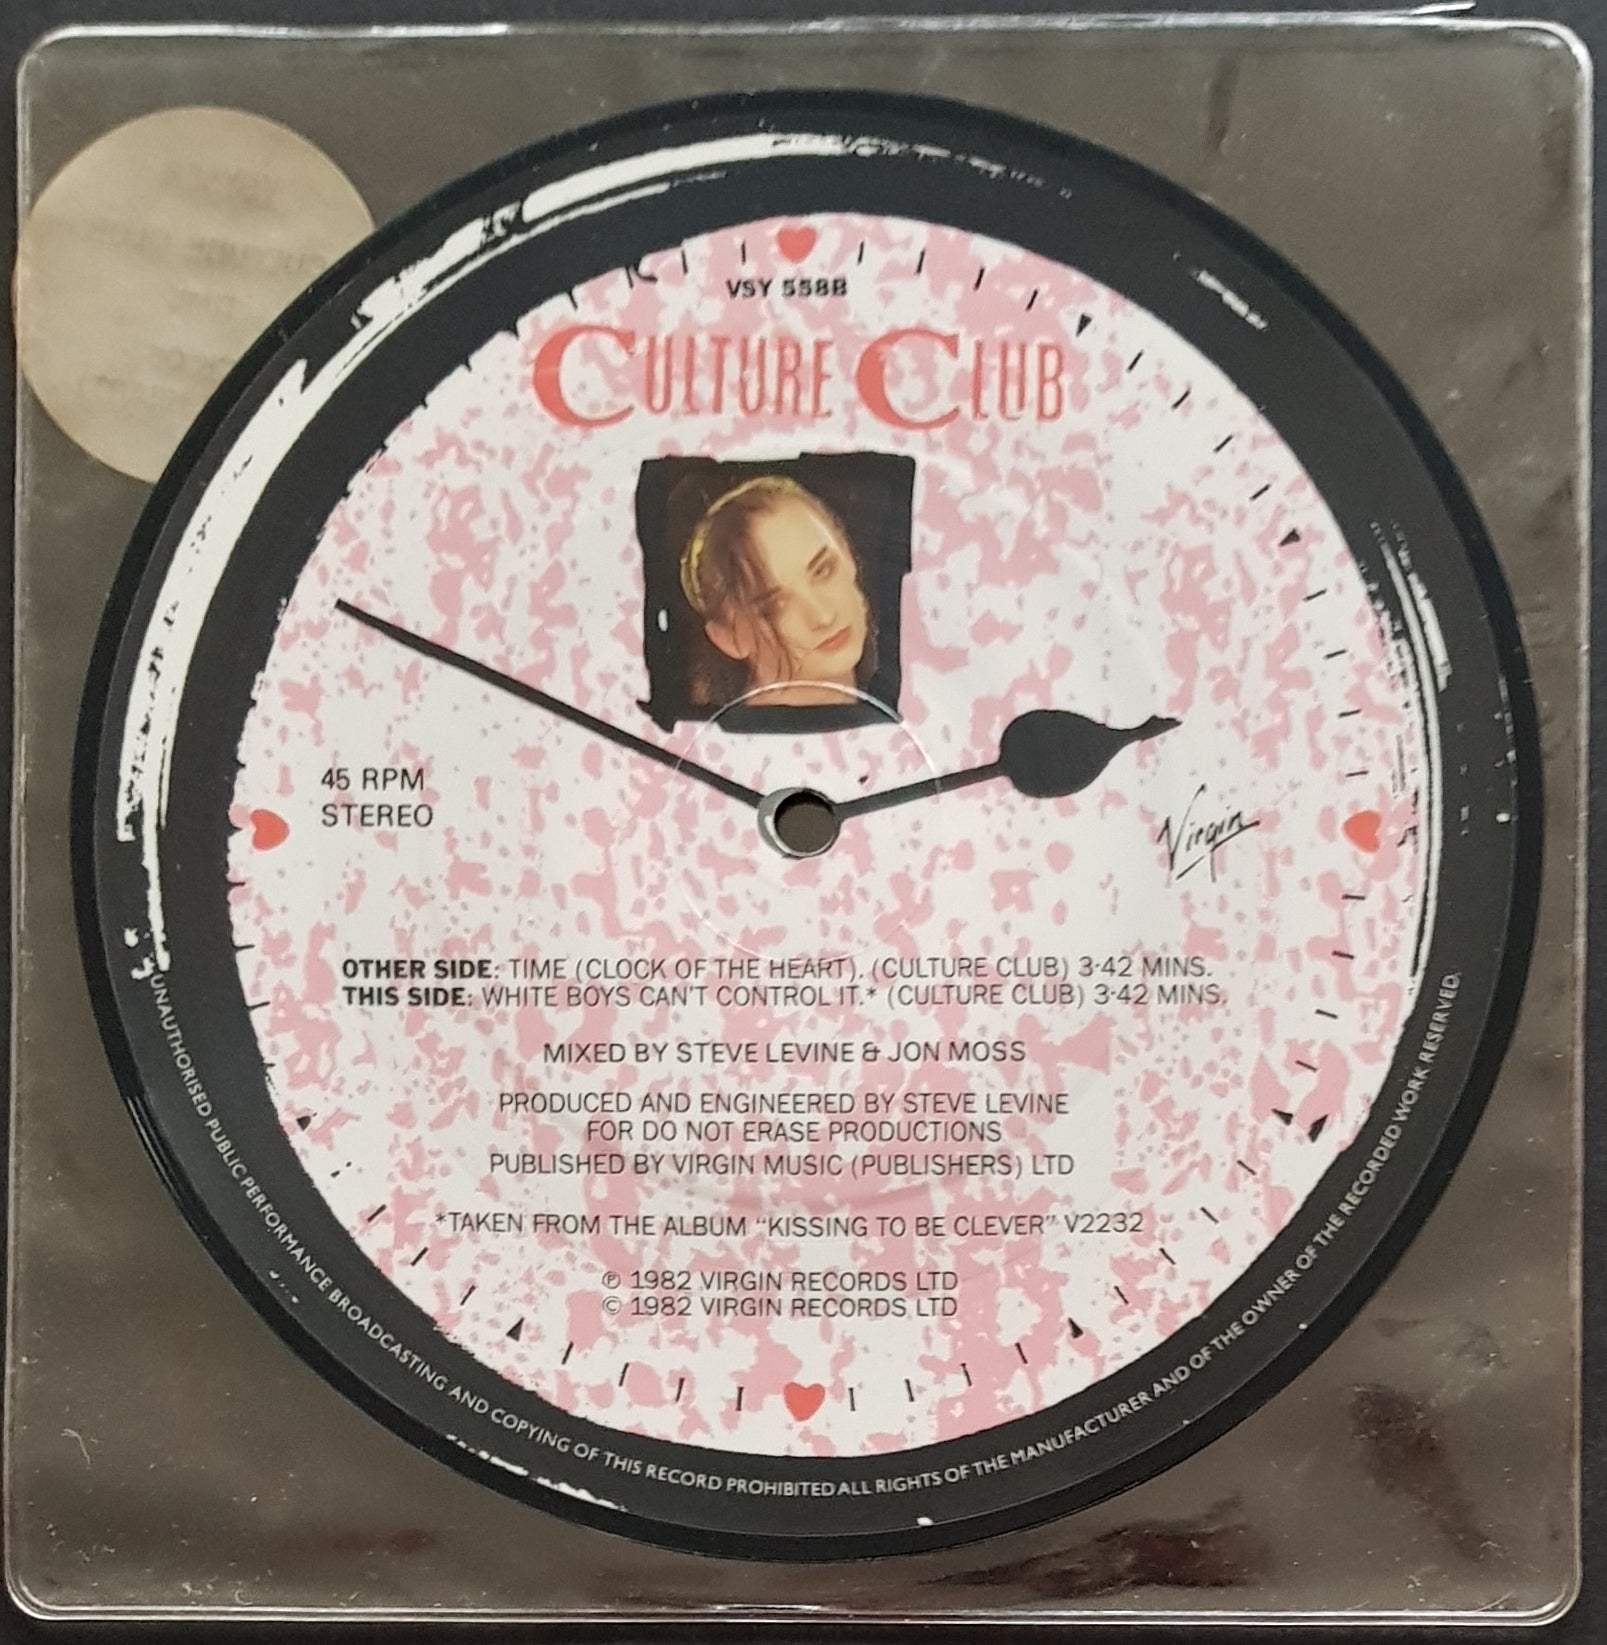 VSY 558B
CULTURE CLUB
45 RPM
STEREO
Virgin
OTHER SIDE: TIME (CLOCK OF THE HEART). (CULTURE CLUB) 3·42 MINS.
THIS SIDE: WHITE BOYS CAN'T CONTROL IT.* (CULTURE CLUB) 3·42 MINS.
MIXED BY STEVE LEVINE & JON MOSS
PRODUCED AND ENGINEERED BY STEVE LEVINE
FOR DO NOT ERASE PRODUCTIONS
PUBLISHED BY VIRGIN MUSIC (PUBLISHERS) LTD
*TAKEN FROM THE ALBUM "KISSING TO BE CLEVER" V2232
℗ 1982 VIRGIN RECORDS LTD
© 1982 VIRGIN RECORDS LTD
UNAUTHORISED PUBLIC PERFORMANCE BROADCASTING AND COPYING OF THIS RECORD PROHIBITED ALL RIGHTS OF THE MANUFACTURER AND OF THE OWNER OF THE RECORDED WORK RESERVED.